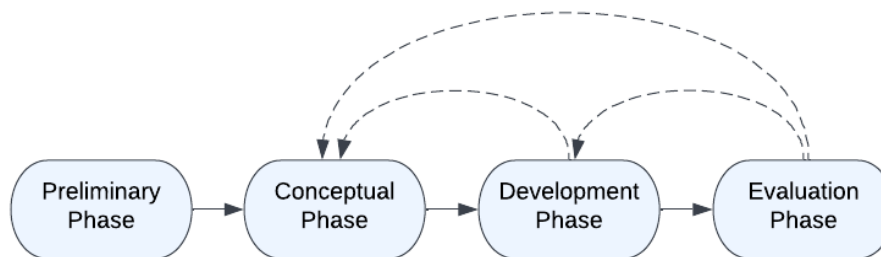 Preliminary
Phase
Conceptual
Phase
Development
Phase
Evaluation
Phase